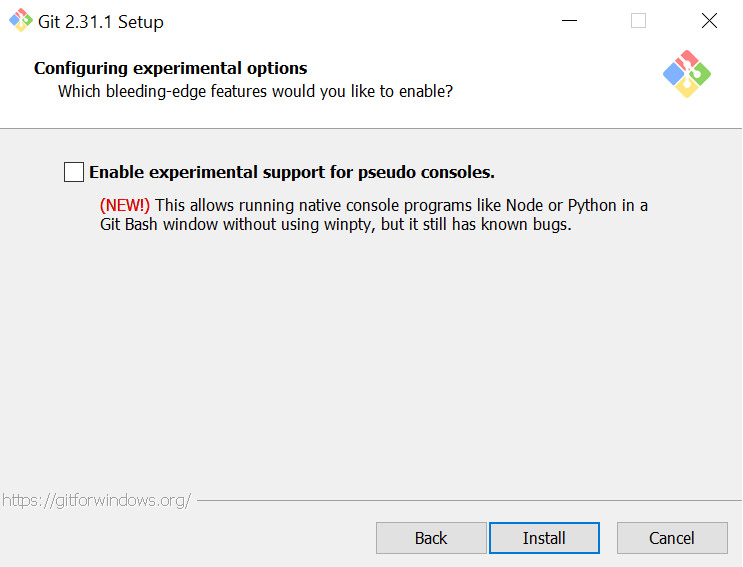 Git 2.31.1 Setup
Configuring experimental options
Which bleeding-edge features would you like to enable?
Enable experimental support for pseudo consoles.
(NEW!) This allows running native console programs like Node or Python in a
Git Bash window without using winpty, but it still has known bugs.
https://gitforwindows.org/
Back
Install
Cancel